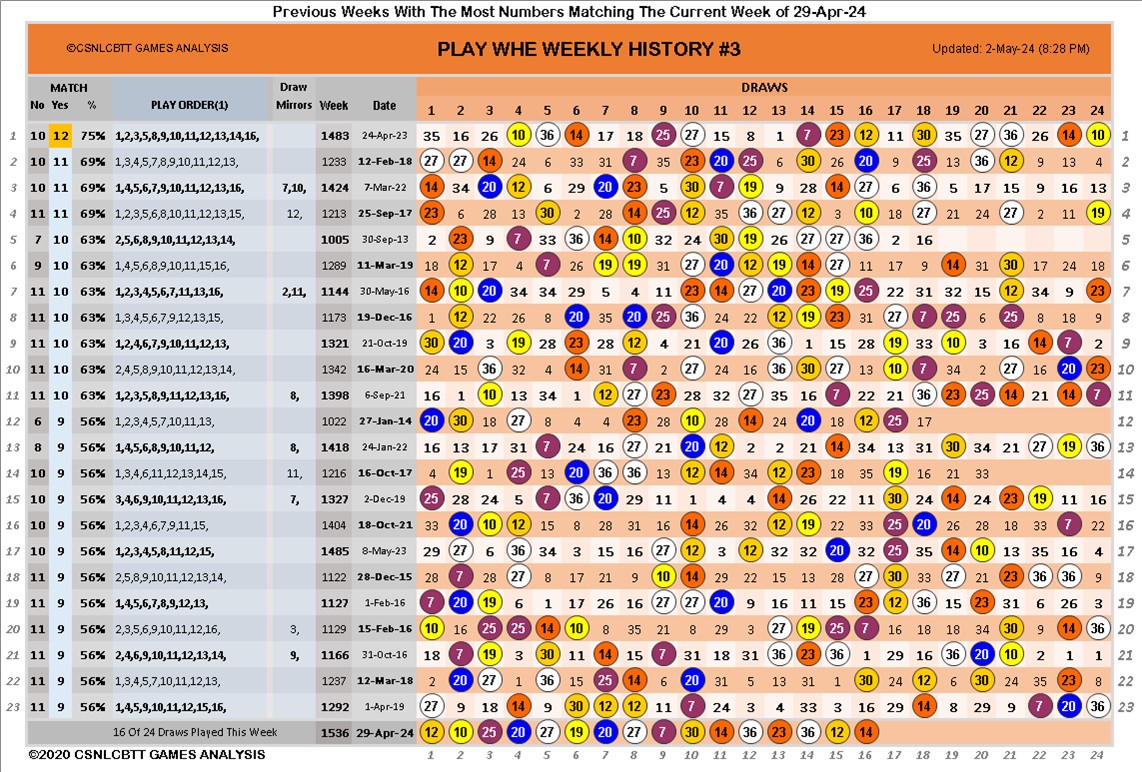 Previous Weeks With The Most Numbers Matching The Current Week of 29-Apr-24
©CSNLCBTT GAMES ANALYSIS PLAY WHE WEEKLY HISTORY #3 Updated: 2-May-24 (8:28 PM)
MATCH Draw DRAWS
No Yes % PLAY ORDER(1) Mirrors Week Date 1 2 3 4 5 6 7 8 9 10 11 12 13 14 15 16 17 18 19 20 21 22 23 24
1 10 12 75% 1,2,3,5,8,9,10,11,12,13,14,16, 1483 24-Apr-23 35 16 26 10 36 14 17 18 25 27 15 8 1 7 23 12 11 30 35 27 36 26 14 10 1
2 10 11 69% 1,3,4,5,7,8,9,10,11,12,13, 1233 12-Feb-18 27 27 14 24 6 33 31 7 35 23 20 25 6 30 26 20 9 25 2 36 12 9 13 4 2
3 10 11 69% 1,4,5,6,7,9,10,11,12,13,16, 7,10, 1424 7-Mar-22 14 34 20 12 6 29 20 23 5 30 7 19 9 28 14 27 6 36 5 17 15 9 16 13 3
4 11 11 69% 1,2,3,5,6,8,10,11,12,13,15, 12, 1213 25-Sep-17 23 6 28 13 30 2 28 14 25 12 35 36 27 12 3 10 18 27 21 21 27 2 11 19 4
5 7 10 63% 2,5,6,8,9,10,11,12,13,14, 1005 30-Sep-13 2 23 9 7 33 36 14 10 32 24 30 19 26 27 27 36 2 16 5
6 9 10 63% 1,4,5,6,8,10,11,12,15,16, 1289 11-Mar-19 18 12 17 4 7 26 19 19 31 27 20 12 19 14 27 11 17 9 14 31 30 17 24 18 6
7 11 10 63% 1,2,3,4,5,6,7,11,13,16, 2,11, 1144 30-May-16 14 10 20 34 34 29 5 4 11 23 14 27 20 23 19 25 22 31 32 15 12 34 9 23 7
8 11 10 63% 1,3,4,5,6,7,9,12,13,15, 1173 19-Dec-16 1 12 22 26 8 20 35 20 25 36 24 22 12 19 23 31 27 7 25 6 25 8 18 9 8
9 11 10 63% 1,2,4,6,7,9,10,11,12,13, 1321 21-Oct-19 30 20 3 19 28 23 28 12 4 21 20 26 36 1 15 28 19 33 10 3 16 14 7 2 9
10 11 10 63% 2,4,5,8,9,10,11,12,13,14, 1342 16-Mar-20 24 15 36 32 6 14 31 7 2 27 24 16 36 30 27 13 10 7 16 6 27 16 20 23 10
11 11 10 63% 1,2,3,5,8,9,11,12,13,16, 8, 1398 6-Sep-21 16 1 10 13 34 1 12 27 23 28 32 27 35 16 7 22 21 36 23 25 14 21 14 7 11
12 6 9 56% 1,2,3,4,5,7,10,11,13, 1022 27-Jan-14 20 30 18 27 8 4 4 23 28 10 28 14 24 20 18 12 25 17 12
13 8 9 56% 1,4,5,6,8,9,10,11,12, 8, 1418 24-Jan-22 16 13 17 31 7 24 16 27 21 20 12 2 2 21 14 34 13 31 30 34 21 27 19 36 13
14 10 9 56% 1,3,4,6,11,12,13,14,15, 11, 1216 16-Oct-17 4 19 1 25 13 20 36 36 13 12 14 34 12 23 18 35 19 16 21 33 14
15 10 9 56% 3,4,6,9,10,11,12,13,16, 7, 1327 2-Dec-19 25 28 24 5 7 36 20 29 11 1 4 4 14 26 22 11 30 24 14 24 23 19 11 16 15
16 10 9 56% 1,2,3,4,6,7,9,11,15, 1404 18-Oct-21 33 20 10 12 15 8 28 31 16 14 26 32 12 19 22 33 25 20 26 28 18 33 7 22 16
17 10 9 56% 1,2,3,4,5,8,11,12,15, 1485 8-May-23 29 27 6 36 34 3 15 16 27 12 3 12 32 32 20 32 25 35 14 10 13 35 16 4 17
18 11 9 56% 2,5,8,9,10,11,12,13,14, 1122 28-Dec-15 28 7 28 27 8 17 21 9 10 14 29 22 15 13 28 27 30 33 27 21 23 36 36 9 18
19 11 9 56% 1,4,5,6,7,8,9,12,13, 1127 1-Feb-16 7 20 19 6 1 17 26 16 27 27 20 9 16 11 15 23 12 36 15 23 31 6 26 3 19
20 11 9 56% 2,3,5,6,9,10,11,12,16, 3, 1129 15-Feb-16 10 16 25 25 14 10 8 35 21 8 29 3 27 19 25 7 16 18 18 34 30 9 14 36 20
21 11 9 56% 2,4,6,9,10,11,12,13,14, 9, 1166 31-Oct-16 18 7 19 3 30 11 14 15 7 31 18 31 36 23 36 1 29 16 36 20 10 2 1 1 21
22 11 9 56% 1,3,4,5,7,10,11,12,13, 1237 12-Mar-18 2 20 27 1 36 15 25 14 6 20 31 5 13 31 1 30 24 12 6 30 24 35 23 8 22
23 11 9 56% 1,4,5,9,10,11,12,15,16, 1292 1-Apr-19 27 9 18 14 9 30 12 12 11 7 24 3 4 33 3 16 29 14 8 29 9 7 20 36 23
16 Of 24 Draws Played This Week 1536 29-Apr-24 12 10 25 20 27 19 20 27 7 30 14 36 23 36 12 14
©2020 CSNLCBTT GAMES ANALYSIS 1 2 3 4 5 6 7 8 9 10 11 12 13 14 15 16 17 18 19 20 21 22 23 24